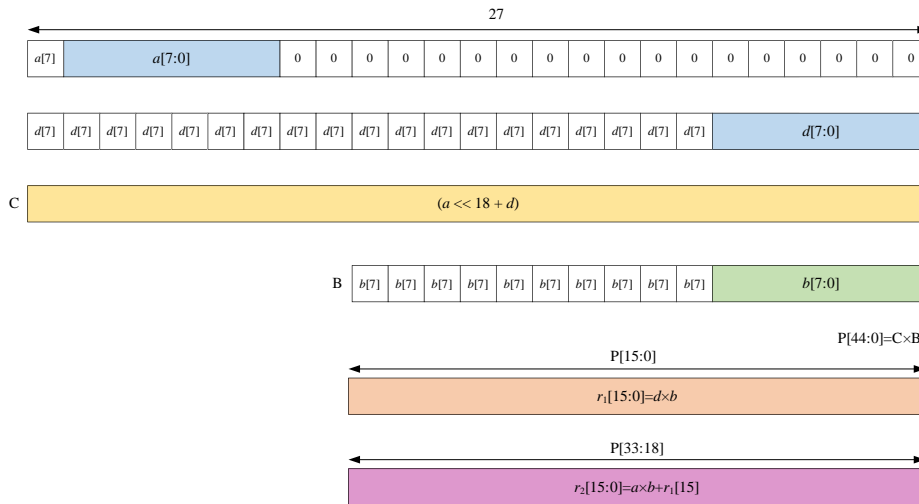 27
a[7] a[7:0] 0 0 0 0 0 0 0 0 0 0 0 0 0 0 0 0 0 0
d[7] d[7] d[7] d[7] d[7] d[7] d[7] d[7] d[7] d[7] d[7] d[7] d[7] d[7] d[7] d[7] d[7] d[7] d[7] d[7:0]
C (a << 18 + d)
B b[7] b[7] b[7] b[7] b[7] b[7] b[7] b[7] b[7] b[7] b[7:0]
P[44:0]=C×B
P[15:0]
r₁[15:0]=d×b
P[33:18]
r₂[15:0]=a×b+r₁[15]